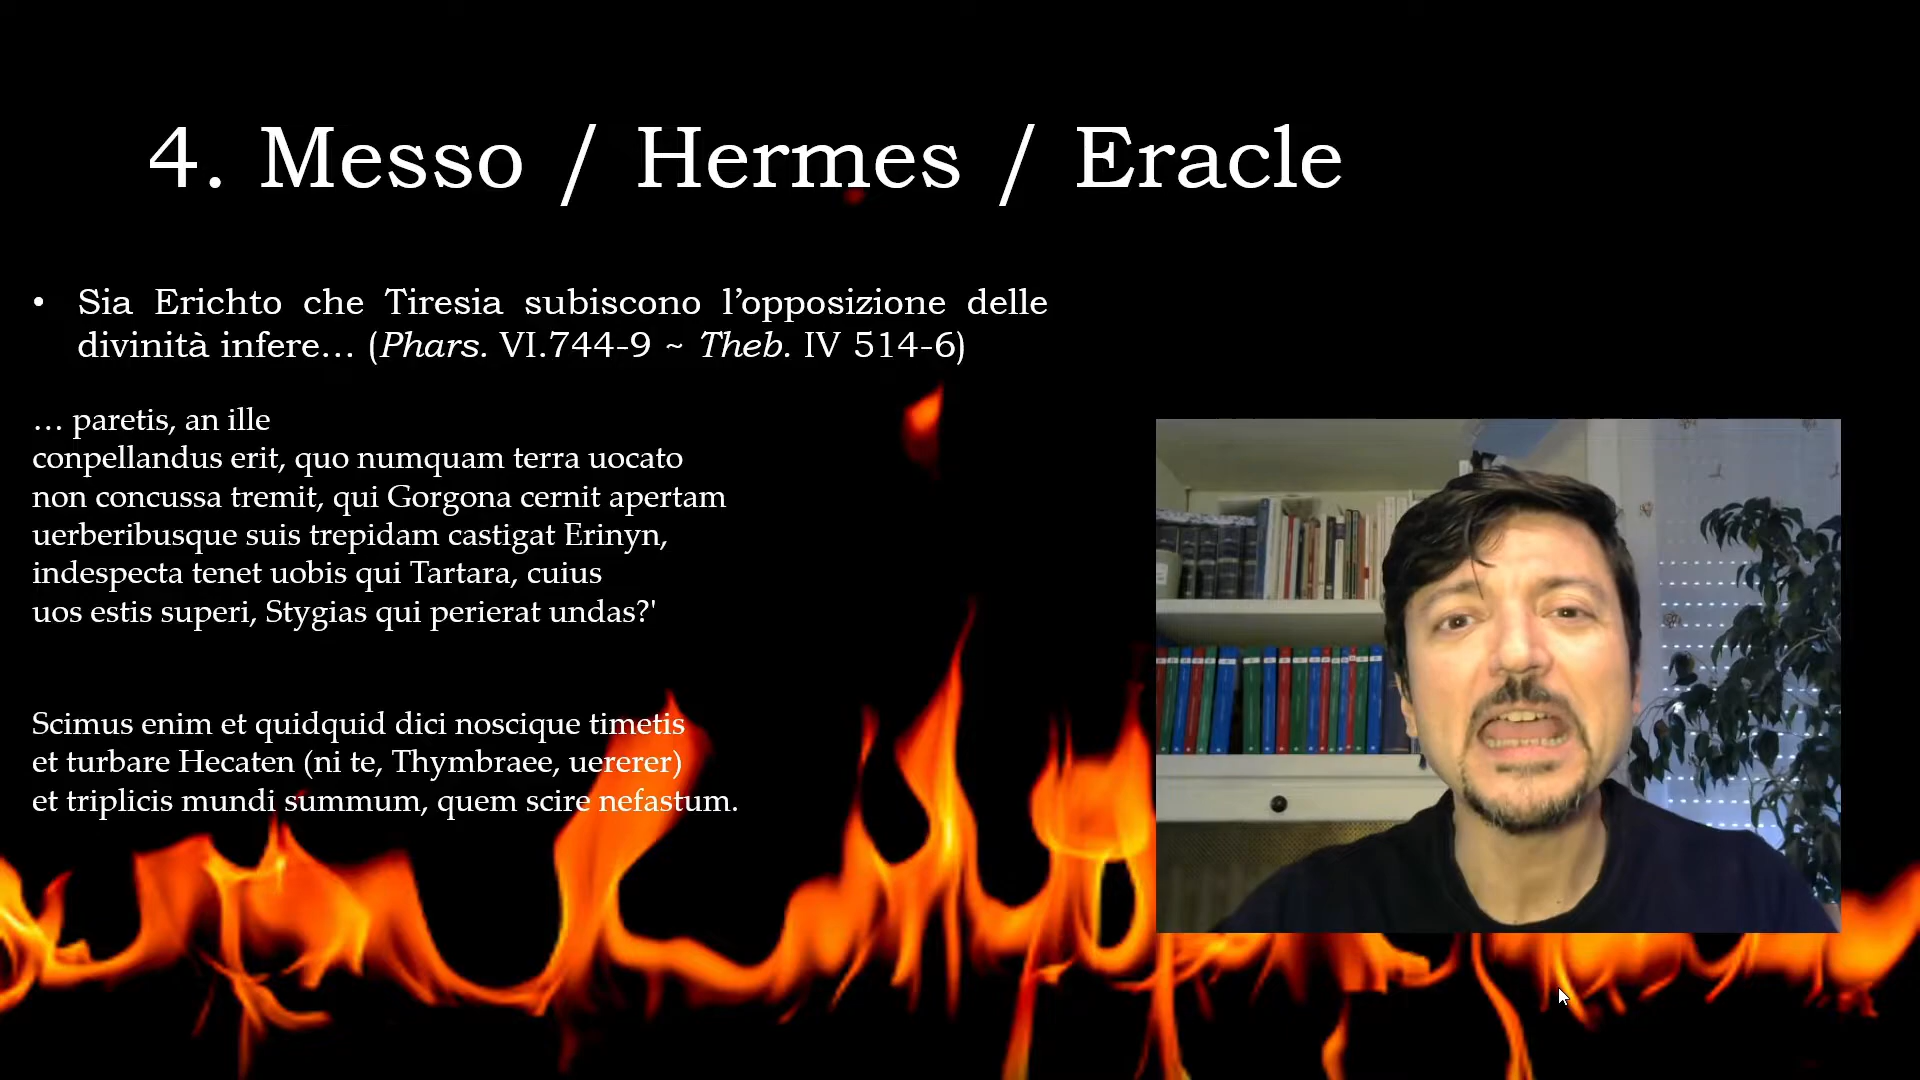 4. Messo / Hermes / Eracle
• Sia Erichto che Tiresia subiscono l’opposizione delle
divinità infere… (Phars. VI.744-9 ~ Theb. IV 514-6)
… paretis, an ille
conpellandus erit, quo numquam terra uocato
non concussa tremit, qui Gorgona cernit apertam
uerberibusque suis trepidam castigat Erinyn,
indespecta tenet uobis qui Tartara, cuius
uos estis superi, Stygias qui perierat undas?'
Scimus enim et quidquid dici noscique timetis
et turbare Hecaten (ni te, Thymbraee, uererer)
et triplicis mundi summum, quem scire nefastum.